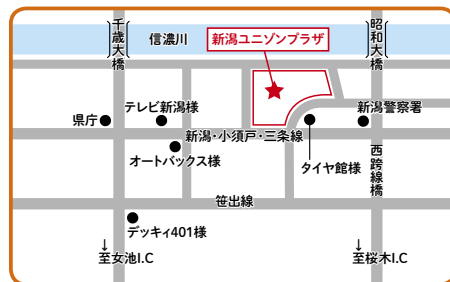 千歳大橋
信濃川
新潟ユニゾンプラザ
昭和大橋
県庁
テレビ新潟様
新潟警察署
新潟・小須戸・三条線
オートバックス様
タイヤ館様
西跨線橋
笹出線
デッキィ401様
↓
至女池I.C
↓
至桜木I.C